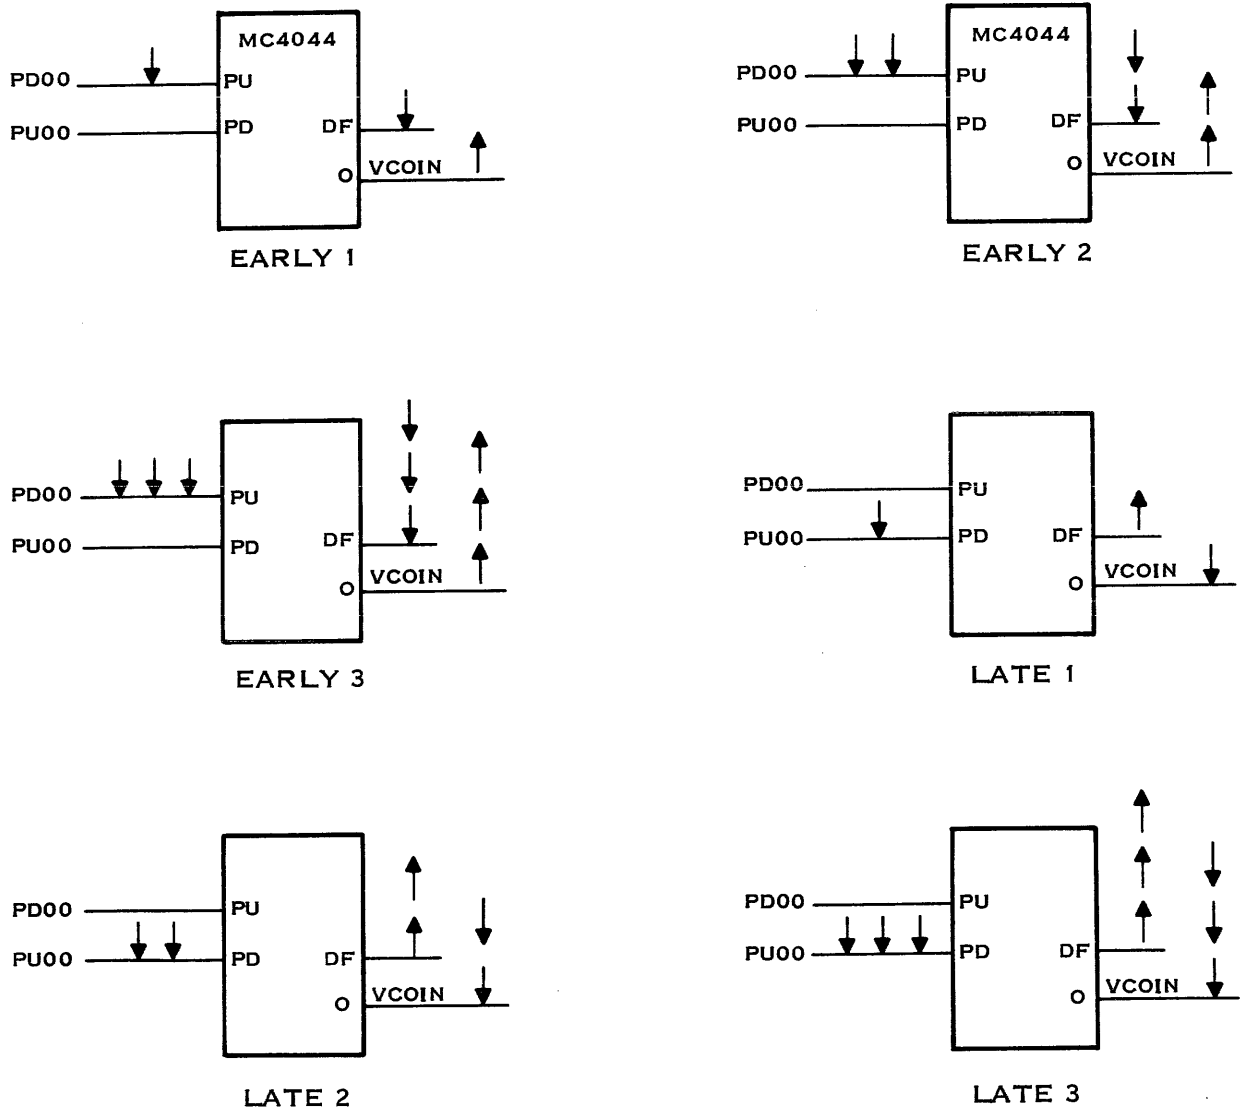 MC4044
PD00 PU
PU00 PD DF
O VCOIN
EARLY 1
MC4044
PD00 PU
PU00 PD DF
O VCOIN
EARLY 2
PD00 PU
PU00 PD DF
O VCOIN
EARLY 3
PD00 PU
PU00 PD DF
O VCOIN
LATE 1
PD00 PU
PU00 PD DF
O VCOIN
LATE 2
PD00 PU
PU00 PD DF
O VCOIN
LATE 3